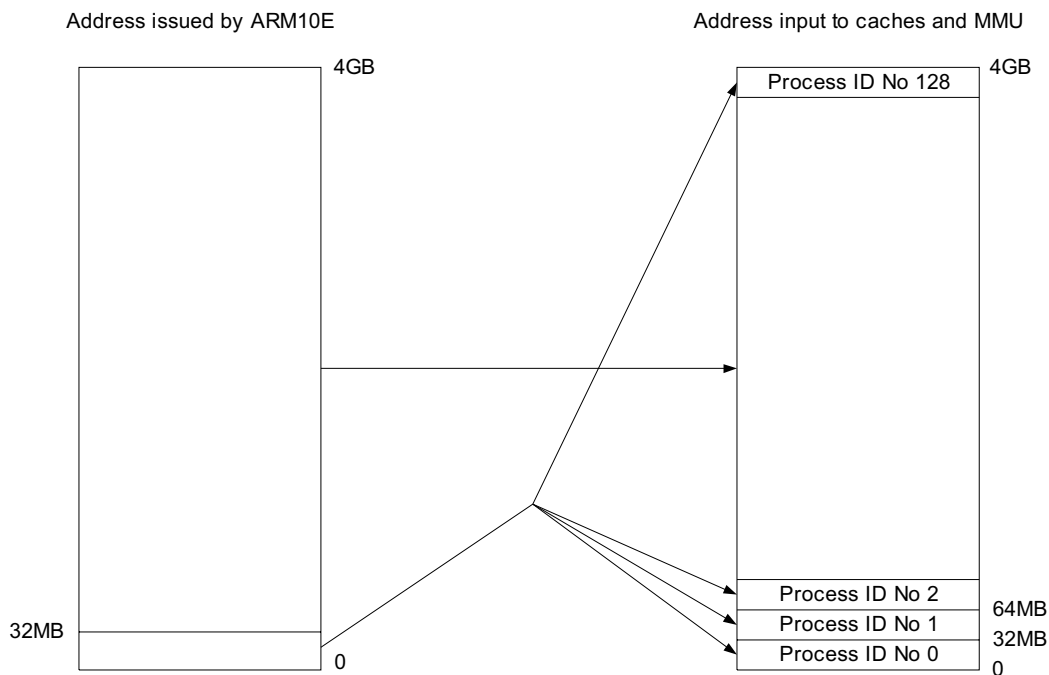 Address issued by ARM10E
Address input to caches and MMU
4GB
4GB
Process ID No 128
Process ID No 2
64MB
Process ID No 1
32MB
32MB
Process ID No 0
0
0